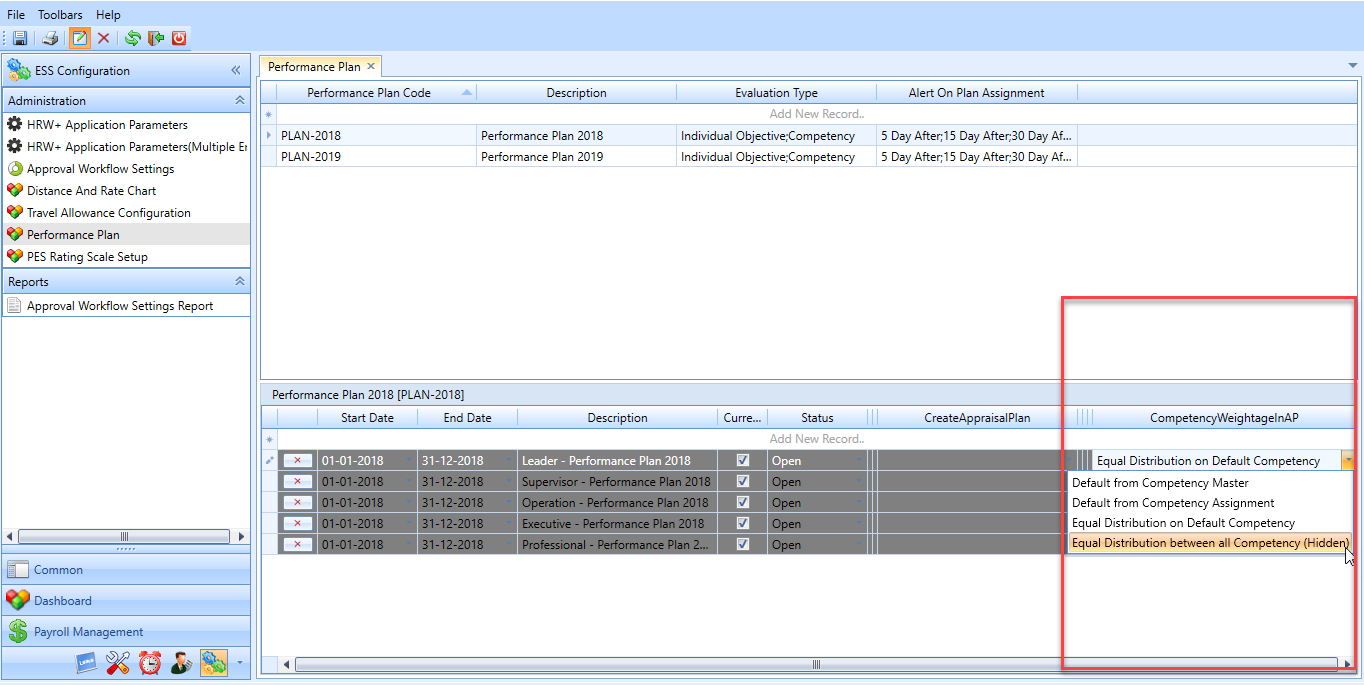 File Toolbars Help
ESS Configuration
Administration
HRW+ Application Parameters
HRW+ Application Parameters(Multiple Er
Approval Workflow Settings
Distance And Rate Chart
Travel Allowance Configuration
Performance Plan
PES Rating Scale Setup
Reports
Approval Workflow Settings Report
Common
Dashboard
Payroll Management
Performance Plan
Performance Plan Code Description Evaluation Type Alert On Plan Assignment
Add New Record..
PLAN-2018 Performance Plan 2018 Individual Objective;Competency 5 Day After;15 Day After;30 Day Af...
PLAN-2019 Performance Plan 2019 Individual Objective;Competency 5 Day After;15 Day After;30 Day Af...
Performance Plan 2018 [PLAN-2018]
Start Date End Date Description Curre... Status CreateAppraisalPlan CompetencyWeightageInAP
Add New Record..
01-01-2018 31-12-2018 Leader - Performance Plan 2018 Open Equal Distribution on Default Competency
01-01-2018 31-12-2018 Supervisor - Performance Plan 2018 Open
01-01-2018 31-12-2018 Operation - Performance Plan 2018 Open
01-01-2018 31-12-2018 Executive - Performance Plan 2018 Open
01-01-2018 31-12-2018 Professional - Performance Plan 2... Open
Default from Competency Master
Default from Competency Assignment
Equal Distribution on Default Competency
Equal Distribution between all Competency (Hidden)